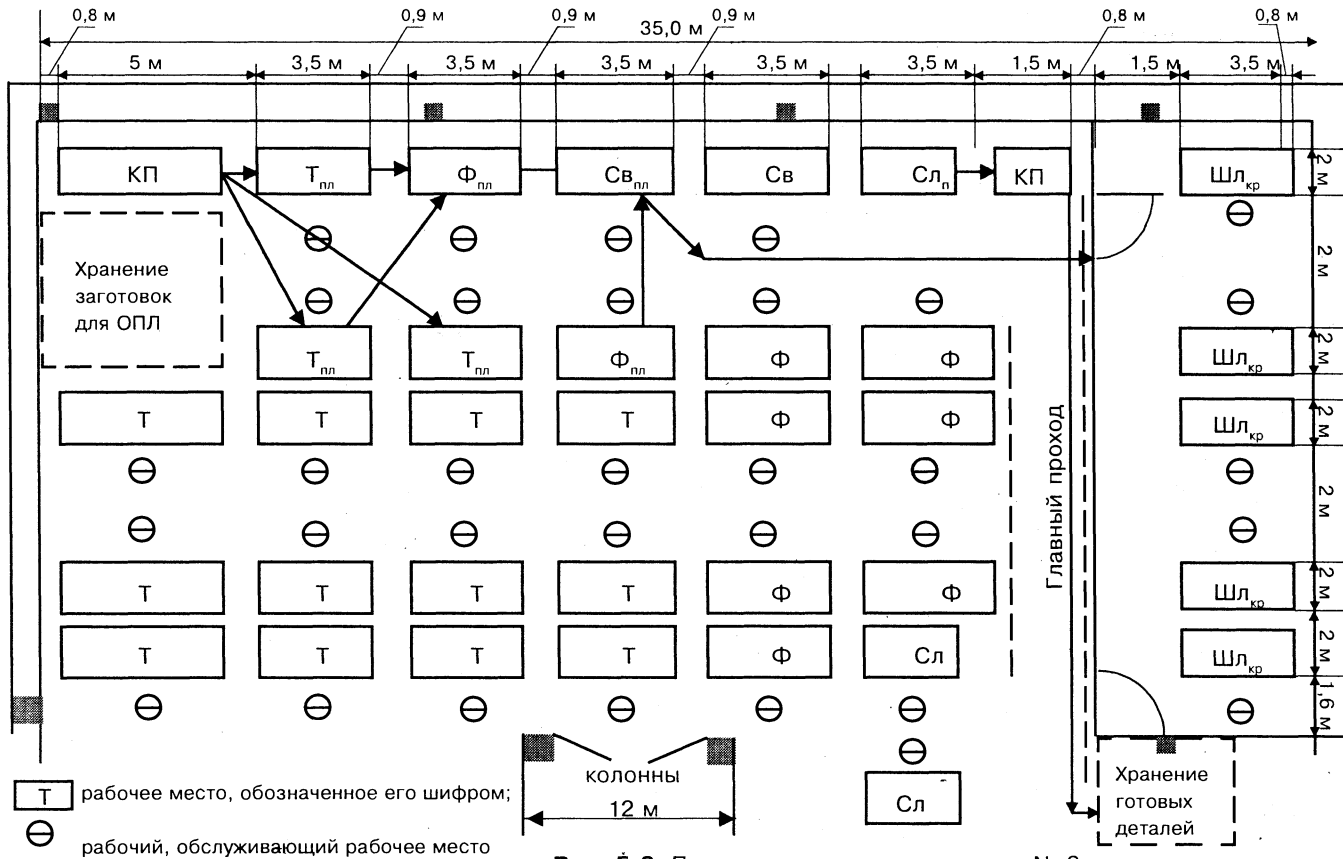 0,8 м 0,9 м 0,9 м 0,9 м 0,8 м 0,8 м
35,0 м
5 м 3,5 м 3,5 м 3,5 м 3,5 м 3,5 м 1,5 м 1,5 м 3,5 м
КП Тпл Фпл Свпл Св Слп КП Шлкр 2 м
Хранение
заготовок
для ОПЛ
2 м
Тпл Тпл Фпл Ф Ф Шлкр 2 м
Т Т Т Т Ф Ф Шлкр 2 м
Главный проход
2 м
Т Т Т Т Ф Ф Шлкр 2 м
Т Т Т Т Ф Сл Шлкр 2 м
1,6 м
колонны
12 м
Сл
Хранение
готовых
деталей
Т рабочее место, обозначенное его шифром;
рабочий, обслуживающий рабочее место